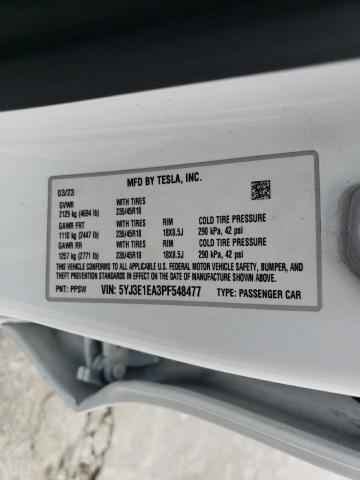 MFD BY TESLA, INC.
03/23
GVWR WITH TIRES
2129 kg (4694 lb) 235/45R18
GAWR FRT WITH TIRES RIM COLD TIRE PRESSURE
1110 kg (2447 lb) 235/45R18 18X8.5J 290 kPa, 42 psi
GAWR RR WITH TIRES RIM COLD TIRE PRESSURE
1257 kg (2771 lb) 235/45R18 18X8.5J 290 kPa, 42 psi
THIS VEHICLE CONFORMS TO ALL APPLICABLE U.S. FEDERAL MOTOR VEHICLE SAFETY, BUMPER, AND
THEFT PREVENTION STANDARDS IN EFFECT ON THE DATE OF MANUFACTURE SHOWN ABOVE.
PNT: PPSW VIN: 5YJ3E1EA3PF548477 TYPE: PASSENGER CAR